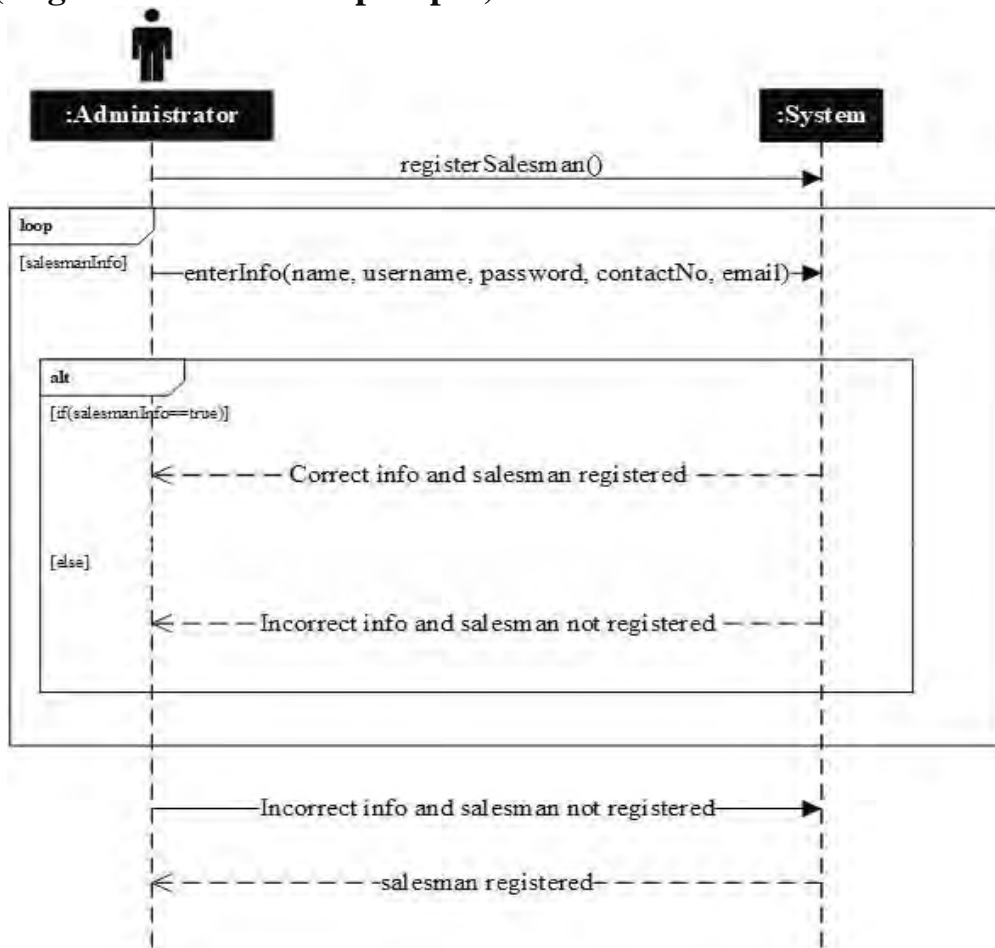 :Administrator
:System
registerSalesman()
loop
[salesmanInfo]
enterInfo(name, username, password, contactNo, email)
alt
[if(salesmanInfo==true)]
Correct info and salesman registered
[else]
Incorrect info and salesman not registered
Incorrect info and salesman not registered
salesman registered